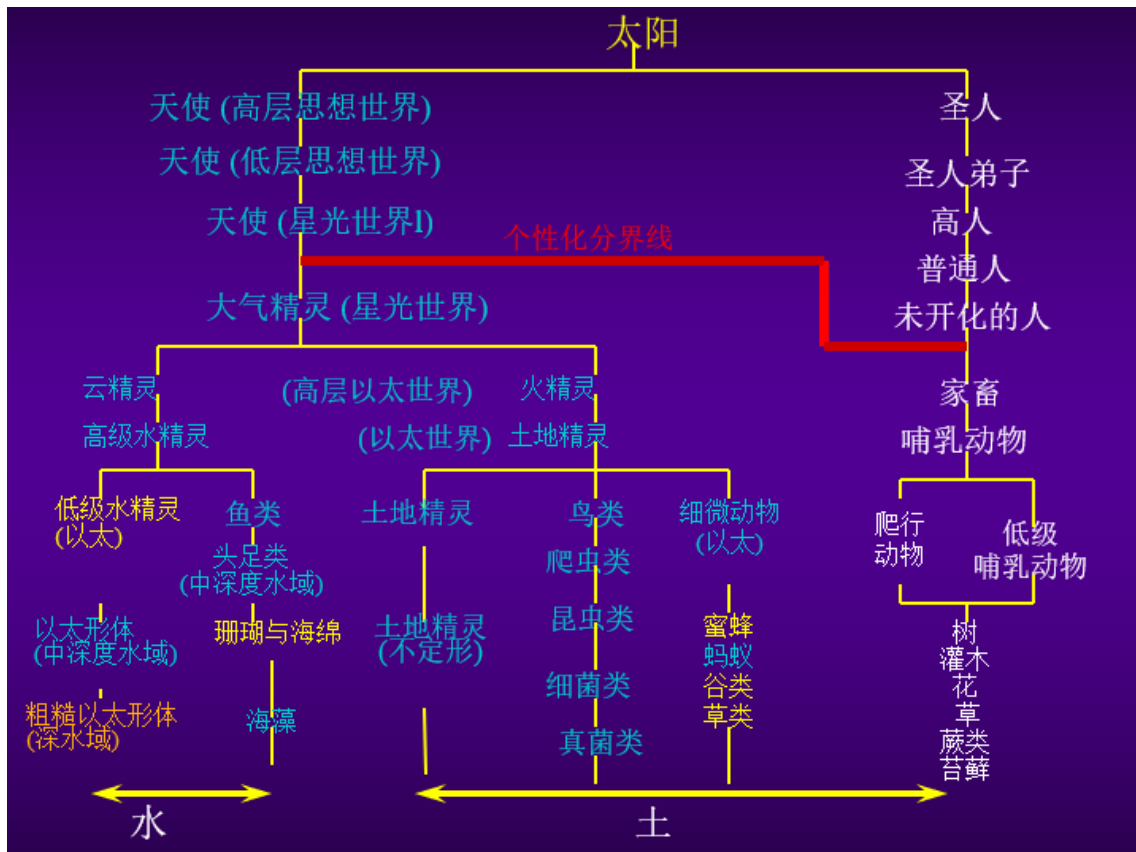 太阳
天使 (高层思想世界)
圣人
天使 (低层思想世界)
圣人弟子
天使 (星光世界l)
高人
个性化分界线
普通人
大气精灵 (星光世界)
未开化的人
云精灵
(高层以太世界)
火精灵
家畜
高级水精灵
(以太世界)
土地精灵
哺乳动物
低级水精灵
(以太)
鱼类
土地精灵
鸟类
细微动物
(以太)
爬行
动物
低级
哺乳动物
头足类
(中深度水域)
爬虫类
以太形体
(中深度水域)
珊瑚与海绵
土地精灵
(不定形)
昆虫类
蜜蜂
蚂蚁
谷类
草类
树
灌木
花
草
蕨类
苔鲜
粗糙以太形体
(深水域)
海藻
细菌类
真菌类
水
土